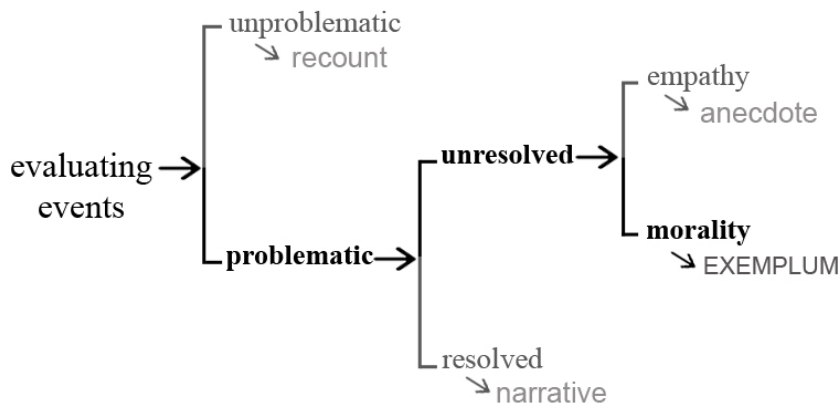 unproblematic
recount
empathy
anecdote
evaluating
events
unresolved
problematic
morality
EXEMPLUM
resolved
narrative